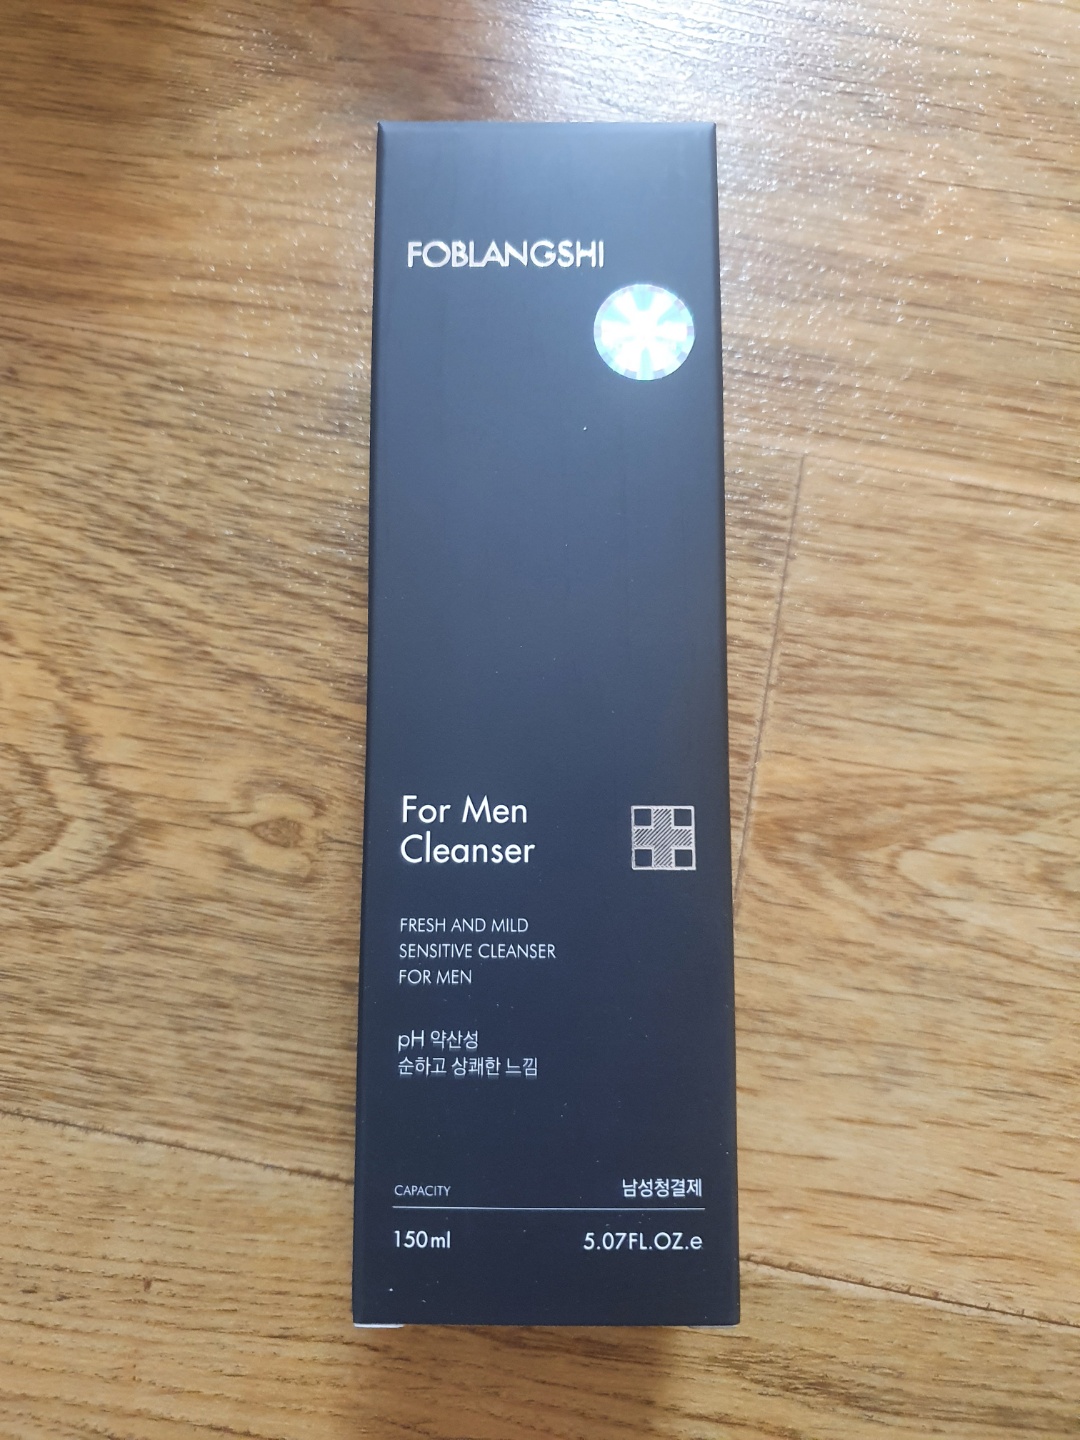 FOBLANGSHI
For Men
Cleanser
FRESH AND MILD
SENSITIVE CLEANSER
FOR MEN
pH 약산성
순하고 상쾌한 느낌
CAPACITY 남성청결제
150ml 5.07FL.OZ.e